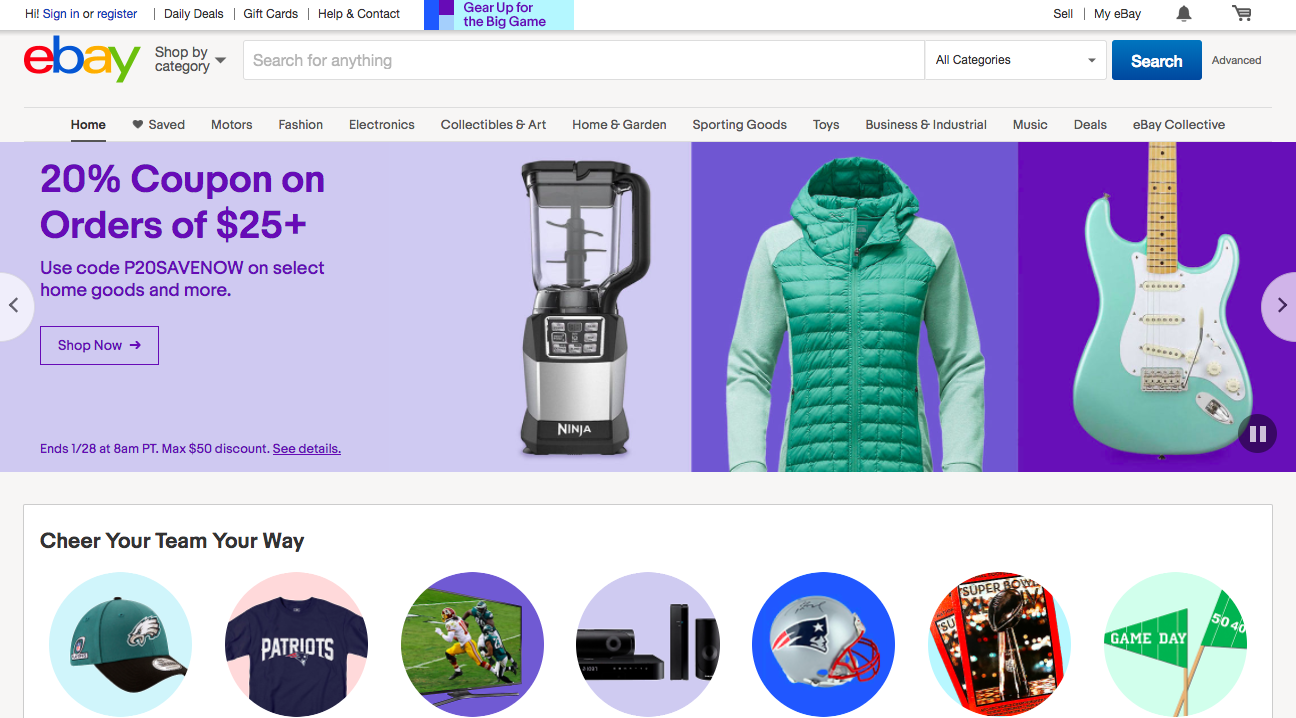 Hi! Sign in or register
Daily Deals
Gift Cards
Help & Contact
Gear Up for
the Big Game
Sell
My eBay
ebay
Shop by
category
Search for anything
All Categories
Search
Advanced
Home
Saved
Motors
Fashion
Electronics
Collectibles & Art
Home & Garden
Sporting Goods
Toys
Business & Industrial
Music
Deals
eBay Collective
20% Coupon on
Orders of $25+
Use code P20SAVENOW on select
home goods and more.
Shop Now
Ends 1/28 at 8am PT. Max $50 discount. See details.
NINJA
Cheer Your Team Your Way
PATRIOTS
SUPER BOWL
GAME DAY
50 40